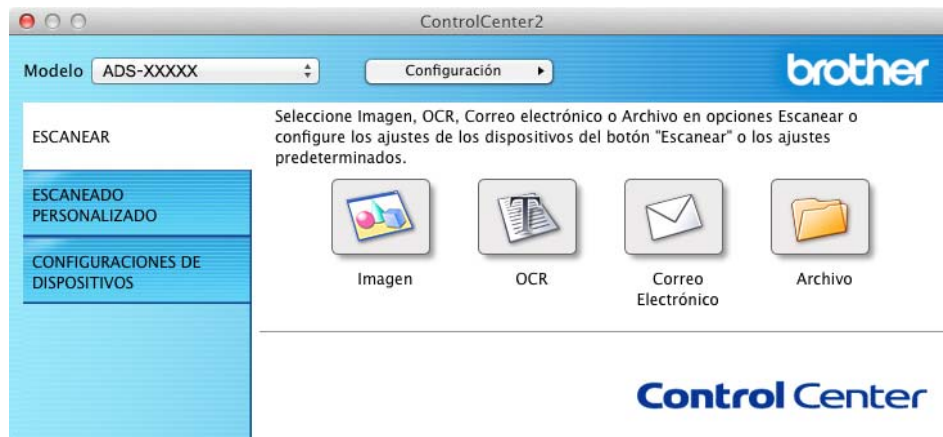 ControlCenter2
Modelo ADS-XXXXX Configuración brother
ESCANEAR
Seleccione Imagen, OCR, Correo electrónico o Archivo en opciones Escanear o
configure los ajustes de los dispositivos del botón "Escanear" o los ajustes
predeterminados.
ESCANEADO
PERSONALIZADO
CONFIGURACIONES DE
DISPOSITIVOS
Imagen OCR Correo
Electrónico
Archivo
Control Center